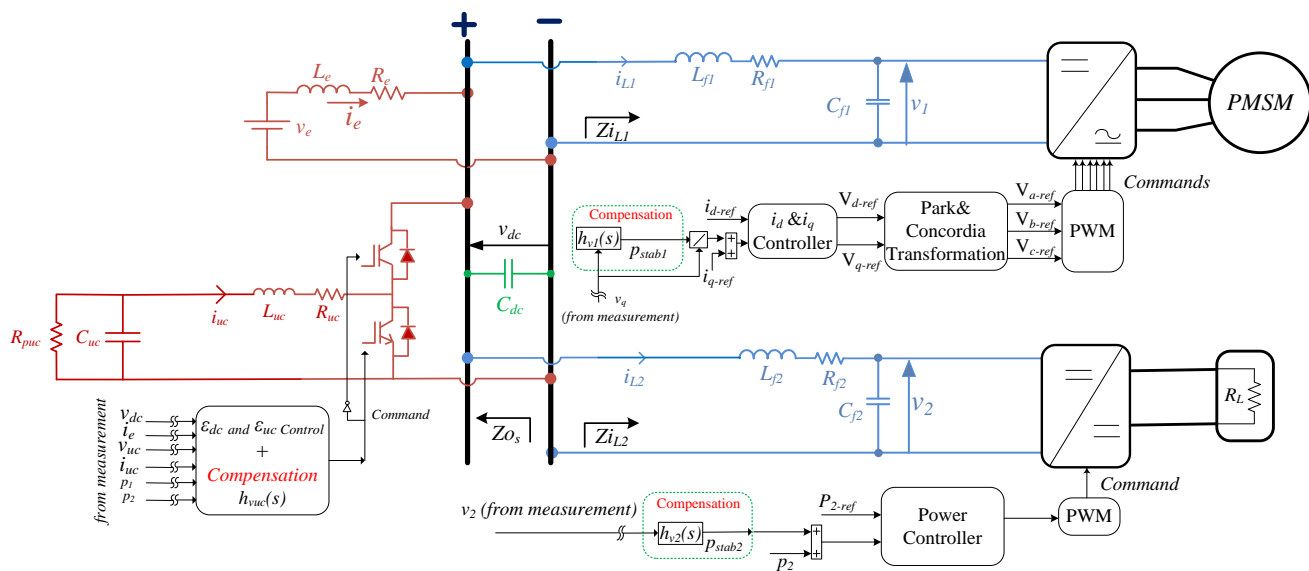 +
−
L_e
R_e
i_e
v_e
i_L1
L_f1
R_f1
C_f1
v_1
Zi_L1
PMSM
Commands
v_dc
C_dc
Compensation
h_v1(s)
p_stab1
v_q
(from measurement)
i_d-ref
i_q-ref
i_d & i_q
Controller
V_d-ref
V_q-ref
Park&
Concordia
Transformation
V_a-ref
V_b-ref
V_c-ref
PWM
R_puc
C_uc
i_uc
L_uc
R_uc
Command
from measurement
v_dc
i_e
v_uc
i_uc
p_1
p_2
ε_dc and ε_uc Control
+
Compensation
h_vuc(s)
Zo_s
Zi_L2
i_L2
L_f2
R_f2
C_f2
v_2
R_L
Command
v_2 (from measurement)
Compensation
h_v2(s)
p_stab2
+
+
p_2
P_2-ref
Power
Controller
PWM